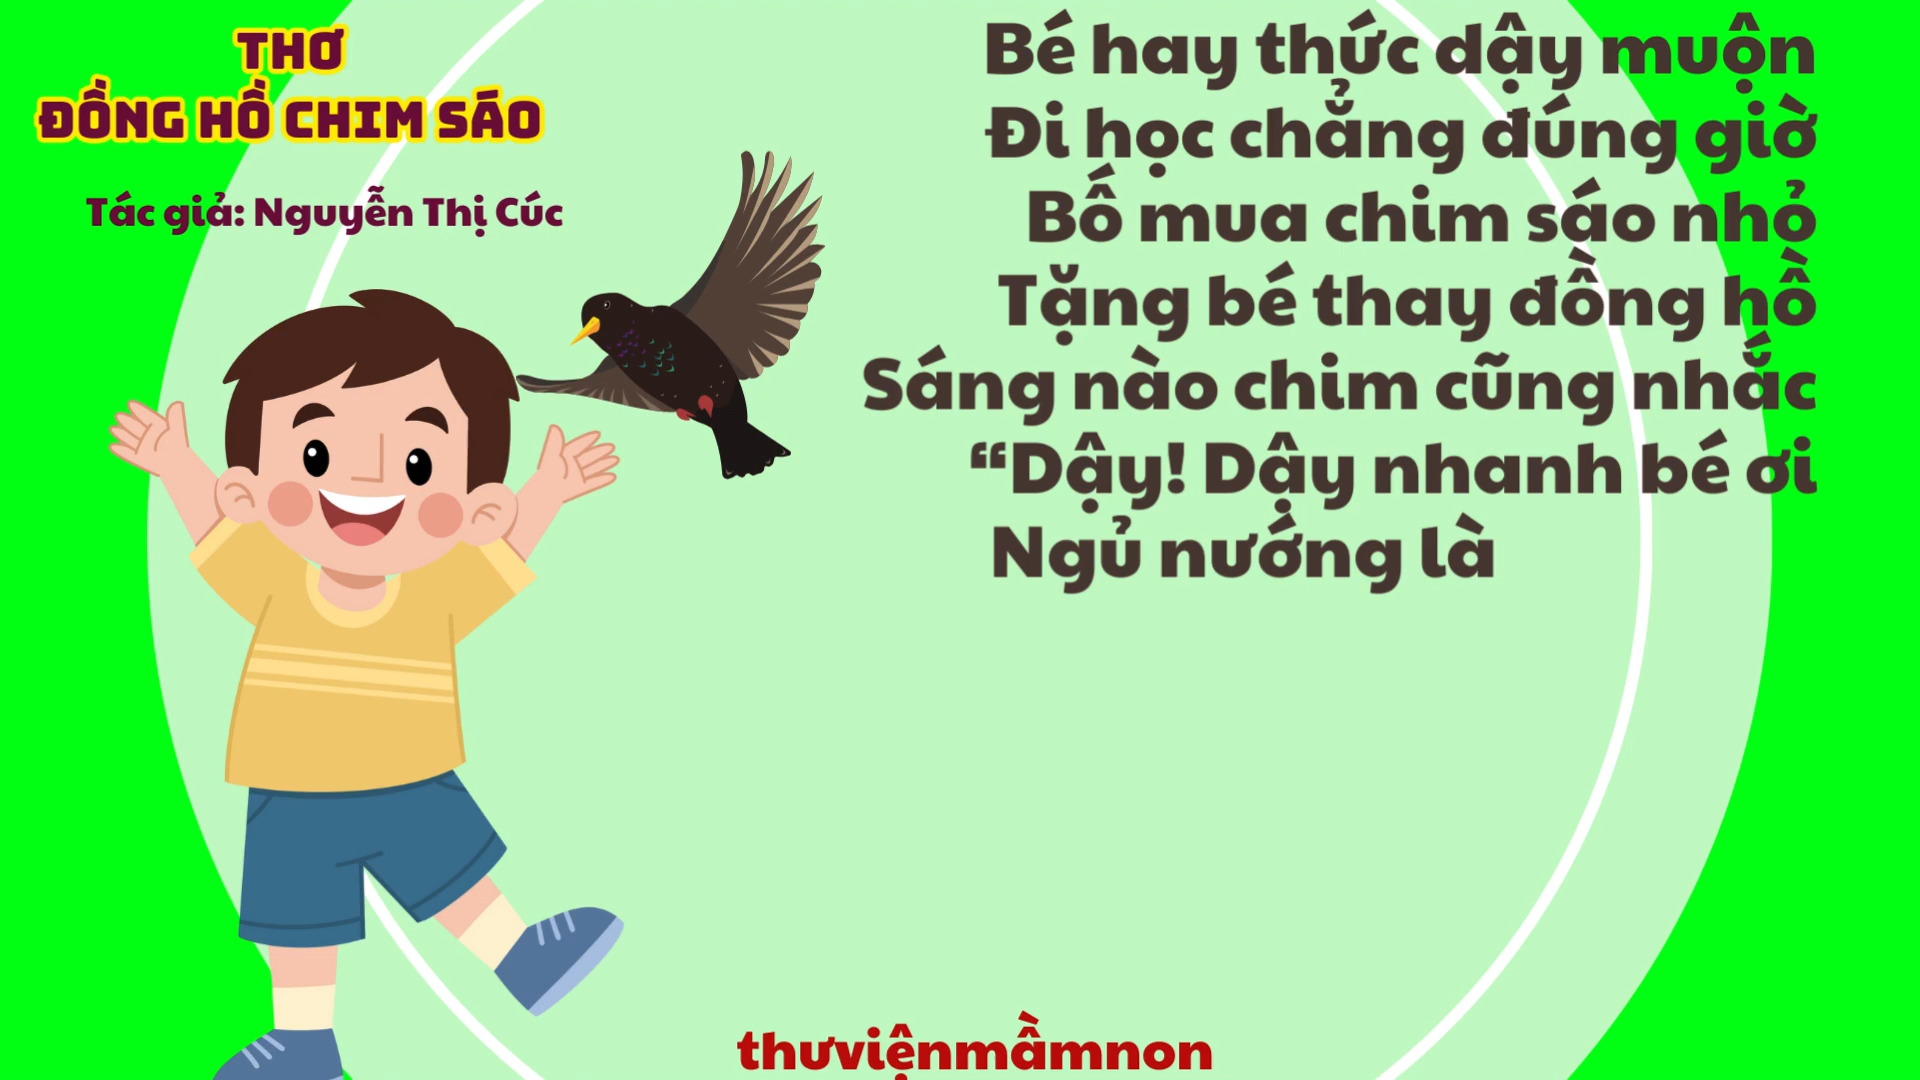 THƠ
ĐỒNG HỒ CHIM SÁO
Tác giả: Nguyễn Thị Cúc
Bé hay thức dậy muộn
Đi học chẳng đúng giờ
Bố mua chim sáo nhỏ
Tặng bé thay đồng hồ
Sáng nào chim cũng nhắc
“Dậy! Dậy nhanh bé ơi
Ngủ nướng là
thưviệnmầmnon